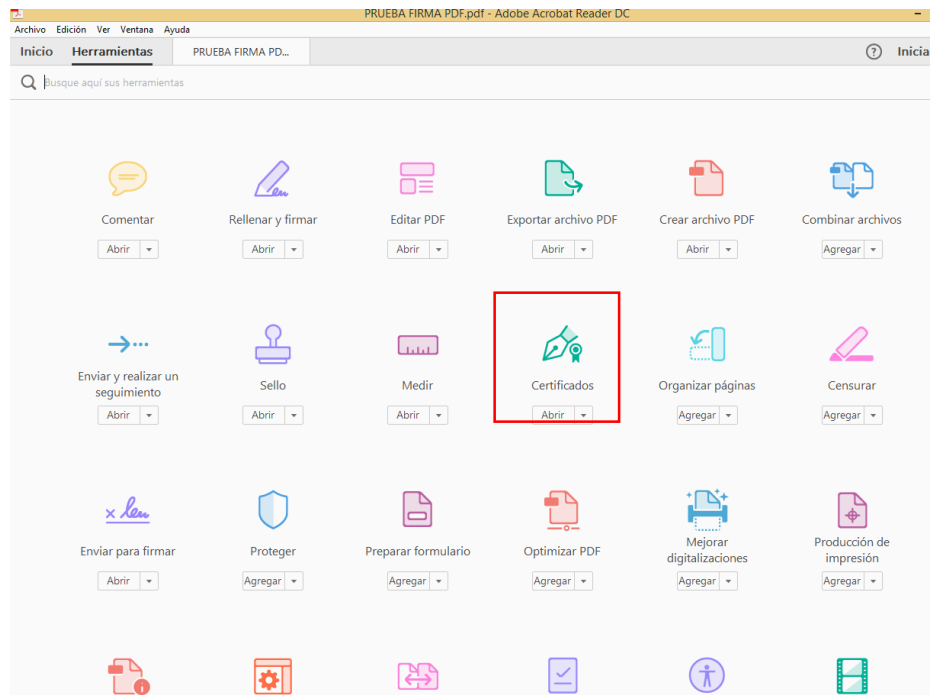 PRUEBA FIRMA PDF.pdf - Adobe Acrobat Reader DC
Archivo Edición Ver Ventana Ayuda
Inicio Herramientas PRUEBA FIRMA PD... ? Inicia
Busque aquí sus herramientas
Comentar Rellenar y firmar Editar PDF Exportar archivo PDF Crear archivo PDF Combinar archivos
Abrir Abrir Abrir Abrir Abrir Agregar
Enviar y realizar un seguimiento Sello Medir Certificados Organizar páginas Censurar
Abrir Abrir Abrir Abrir Agregar Agregar
Enviar para firmar Proteger Preparar formulario Optimizar PDF Mejorar digitalizaciones Producción de impresión
Abrir Agregar Agregar Agregar Agregar Agregar